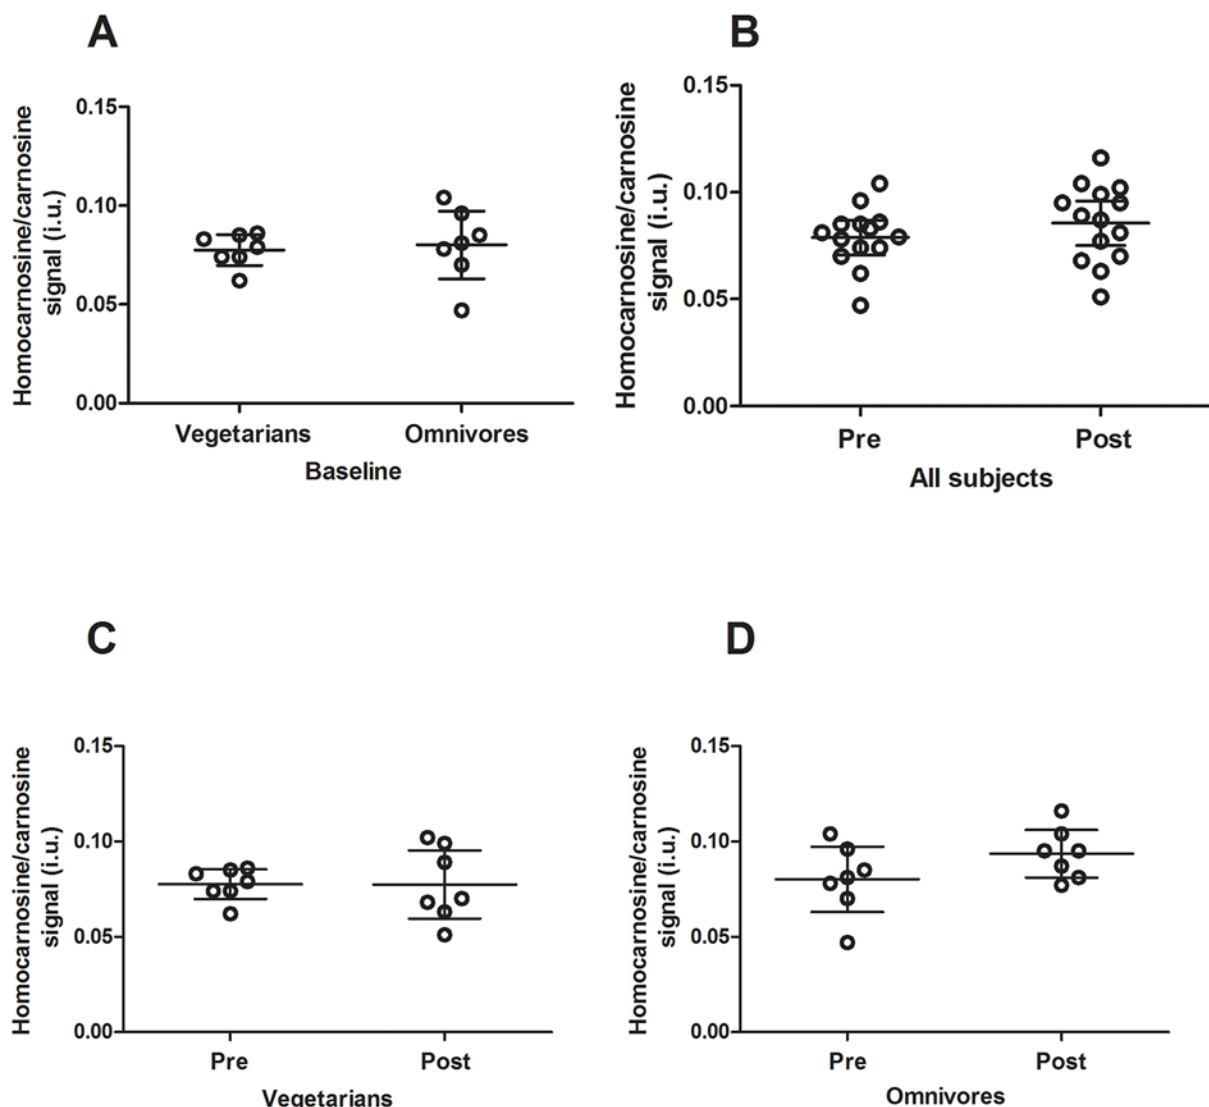 A
Homocarnosine/carnosine
signal (i.u.)
0.15
0.10
0.05
0.00
Vegetarians
Omnivores
Baseline
B
Homocarnosine/carnosine
signal (i.u.)
0.15
0.10
0.05
0.00
Pre
Post
All subjects
C
Homocarnosine/carnosine
signal (i.u.)
0.15
0.10
0.05
0.00
Pre
Post
Vegetarians
D
Homocarnosine/carnosine
signal (i.u.)
0.15
0.10
0.05
0.00
Pre
Post
Omnivores